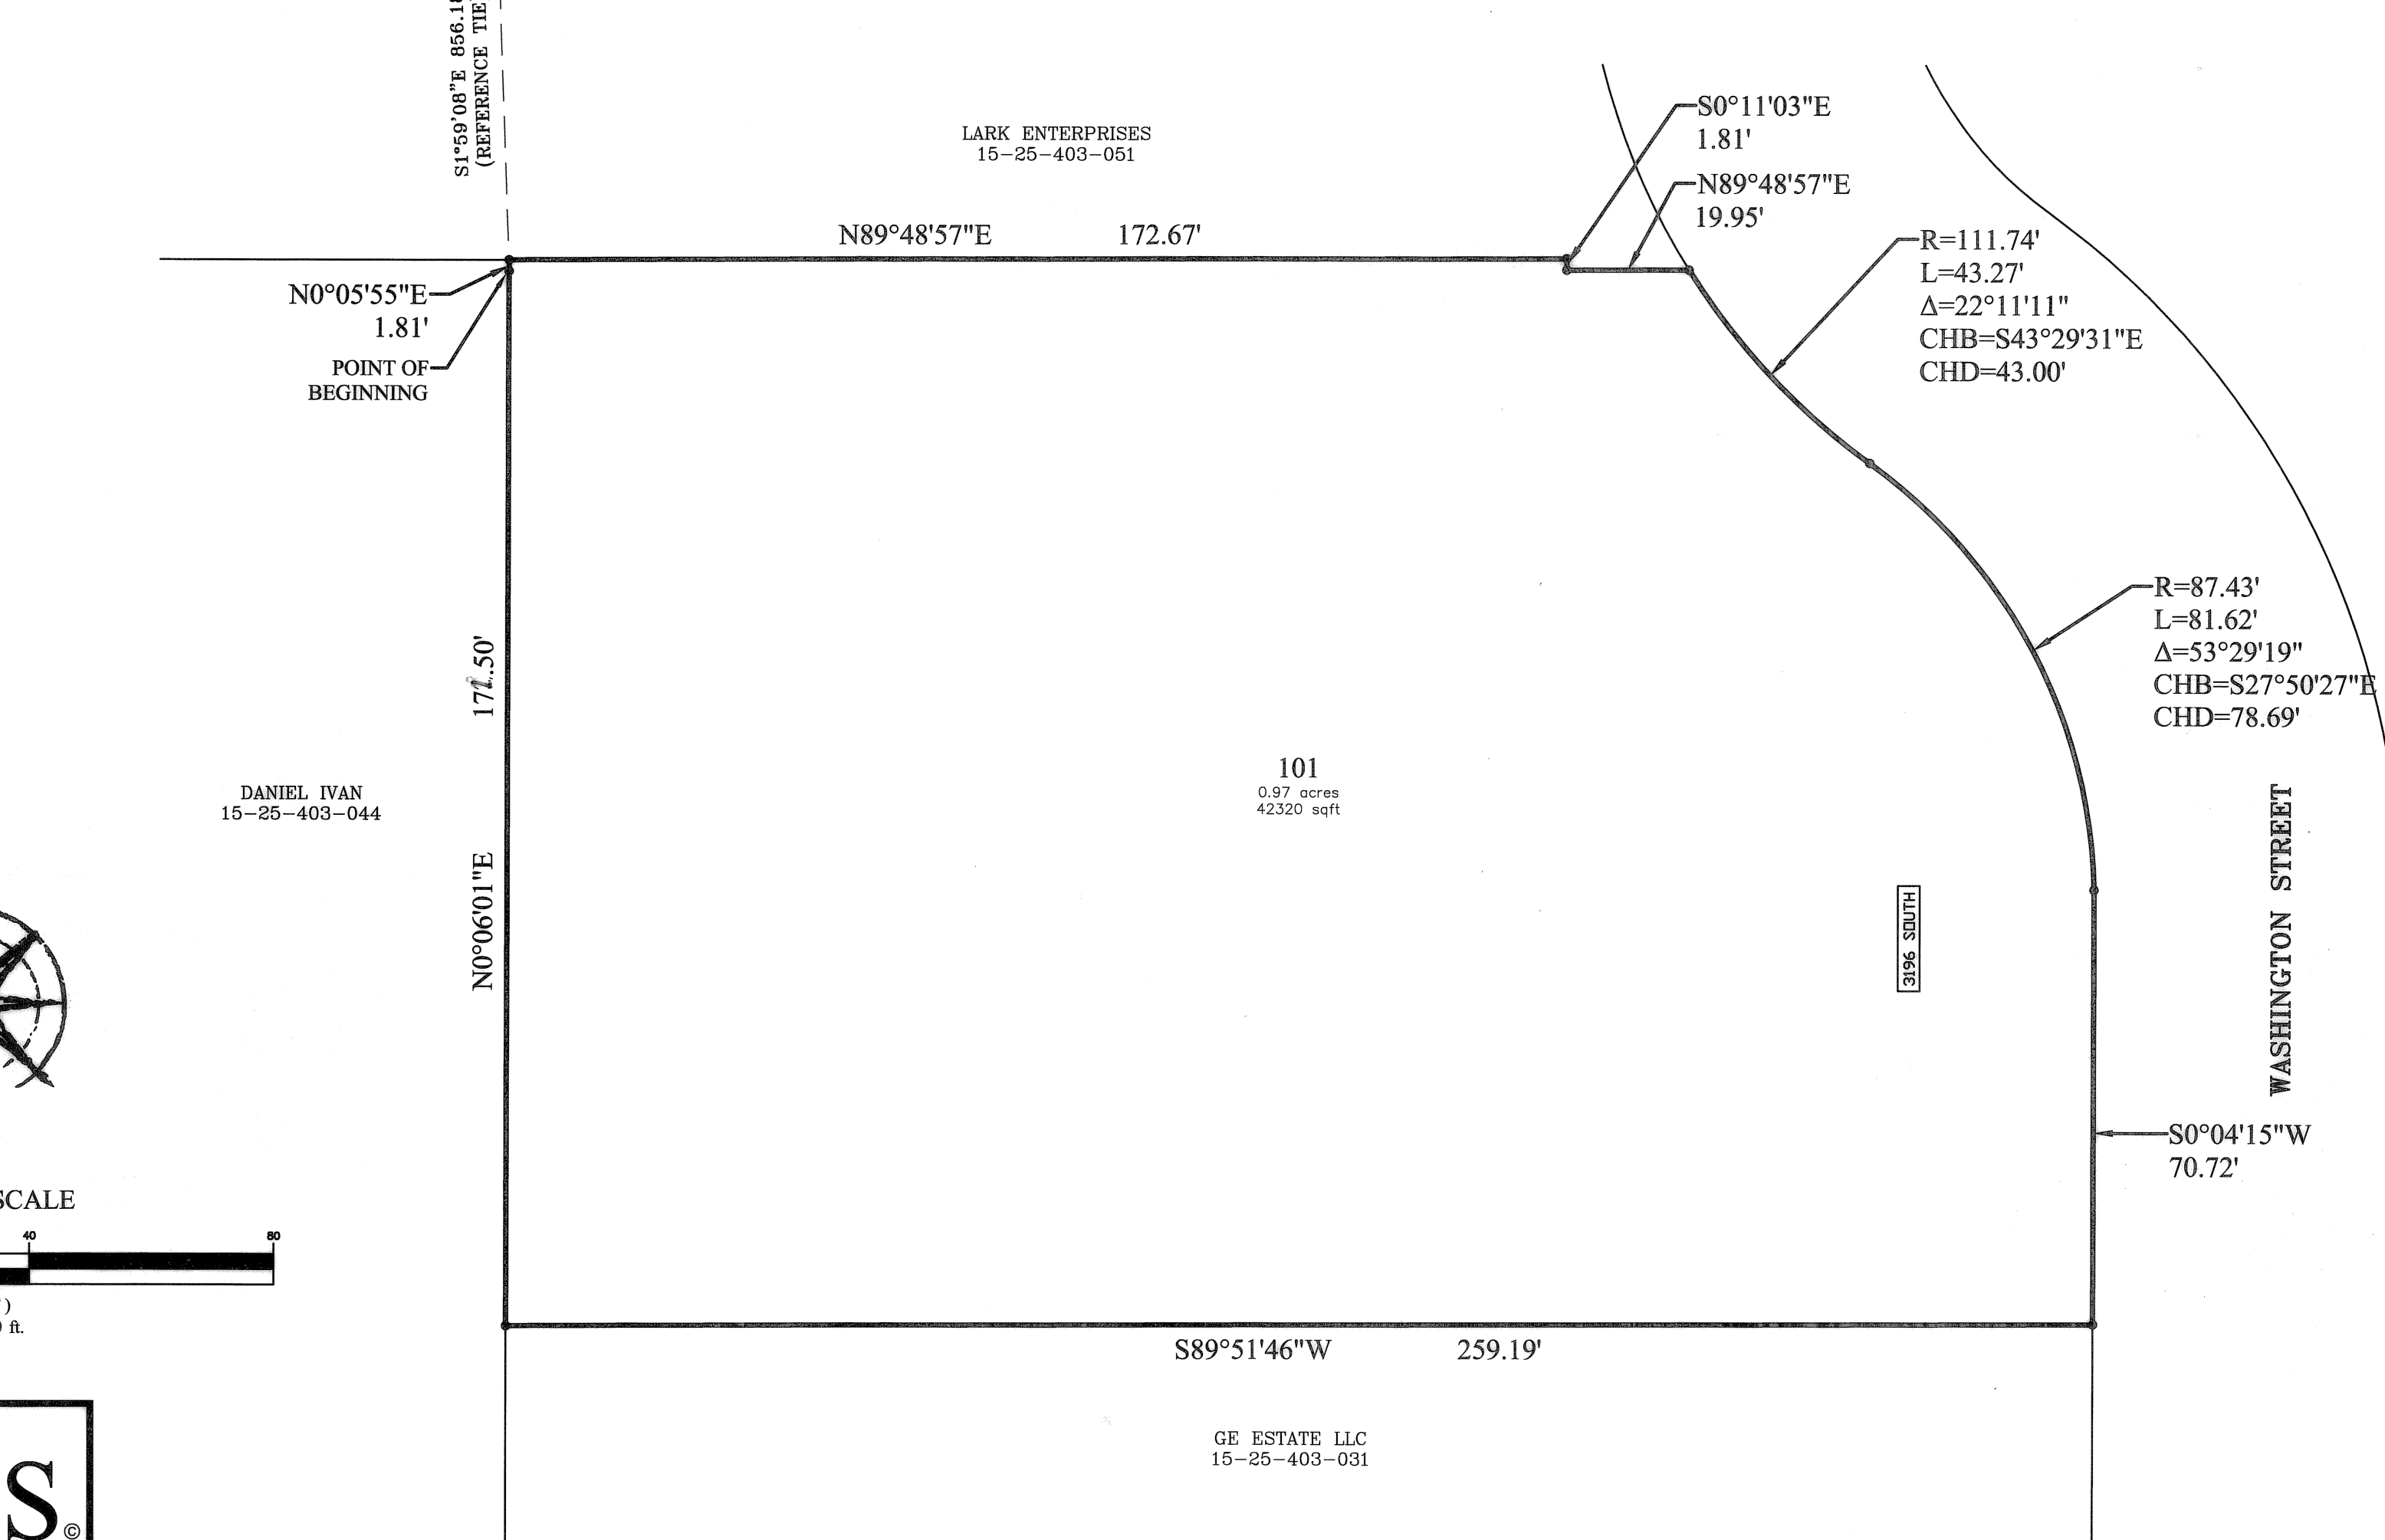 S1°59'08"E
(REFERENCE TIE
LARK ENTERPRISES
15-25-403-051
S0°11'03"E
1.81'
N89°48'57"E
19.95'
N89°48'57"E 172.67'
R=111.74'
L=43.27'
Δ=22°11'11"
CHB=S43°29'31"E
CHD=43.00'
N0°05'55"E
1.81'
POINT OF
BEGINNING
R=87.43'
L=81.62'
Δ=53°29'19"
CHB=S27°50'27"E
CHD=78.69'
N0°06'01"E
DANIEL IVAN
15-25-403-044
101
0.97 acres
42320 sqft
3196 SOUTH
WASHINGTON STREET
S0°04'15"W
70.72'
SCALE
40 80
)
ft.
S89°51'46"W 259.19'
GE ESTATE LLC
15-25-403-031
S©